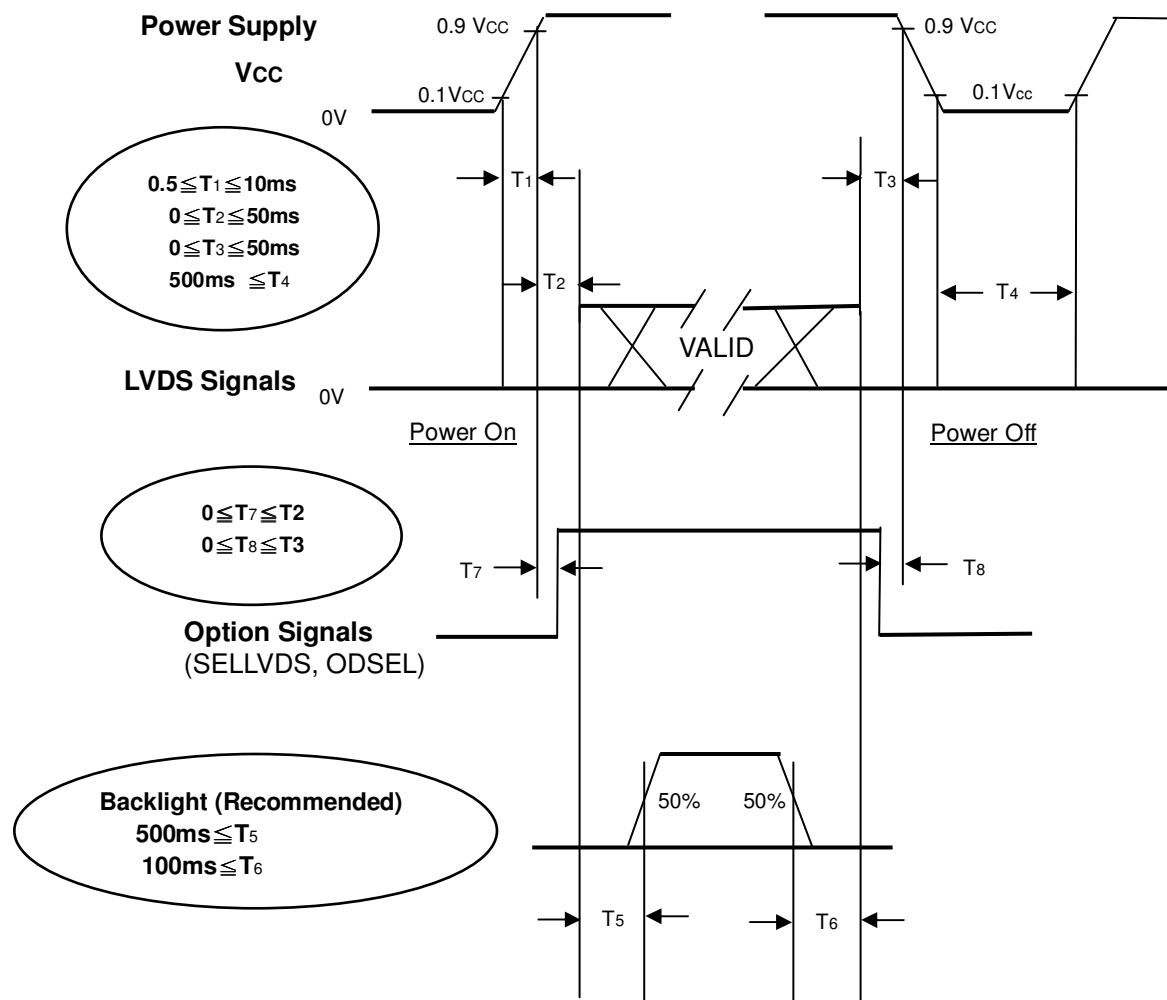 Power Supply
VCC
0.9 VCC
0.9 VCC
0.1VCC
0.1Vcc
0V
0.5≦T1≦10ms
0≦T2≦50ms
0≦T3≦50ms
500ms ≦T4
T1
T3
T2
T4
VALID
LVDS Signals
0V
Power On
Power Off
0≦T7≦T2
0≦T8≦T3
T7
T8
Option Signals
(SELLVDS, ODSEL)
Backlight (Recommended)
500ms≦T5
100ms≦T6
50%
50%
T5
T6